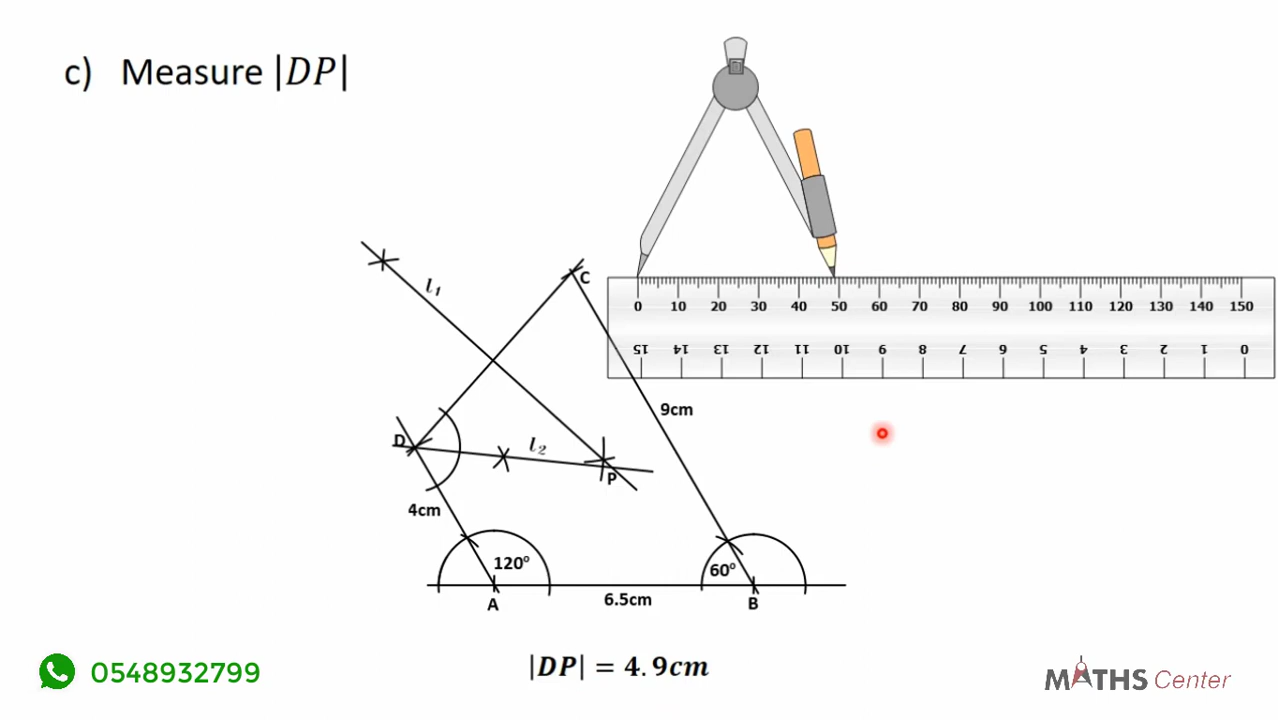 c) Measure |DP|
l₁
C
0 10 20 30 40 50 60 70 80 90 100 110 120 130 140 150
15 14 13 12 11 10 9 8 7 6 5 4 3 2 1 0
9cm
D
l₂
P
4cm
120°
60°
A
6.5cm
B
|DP| = 4.9cm
0548932799
MATHS Center